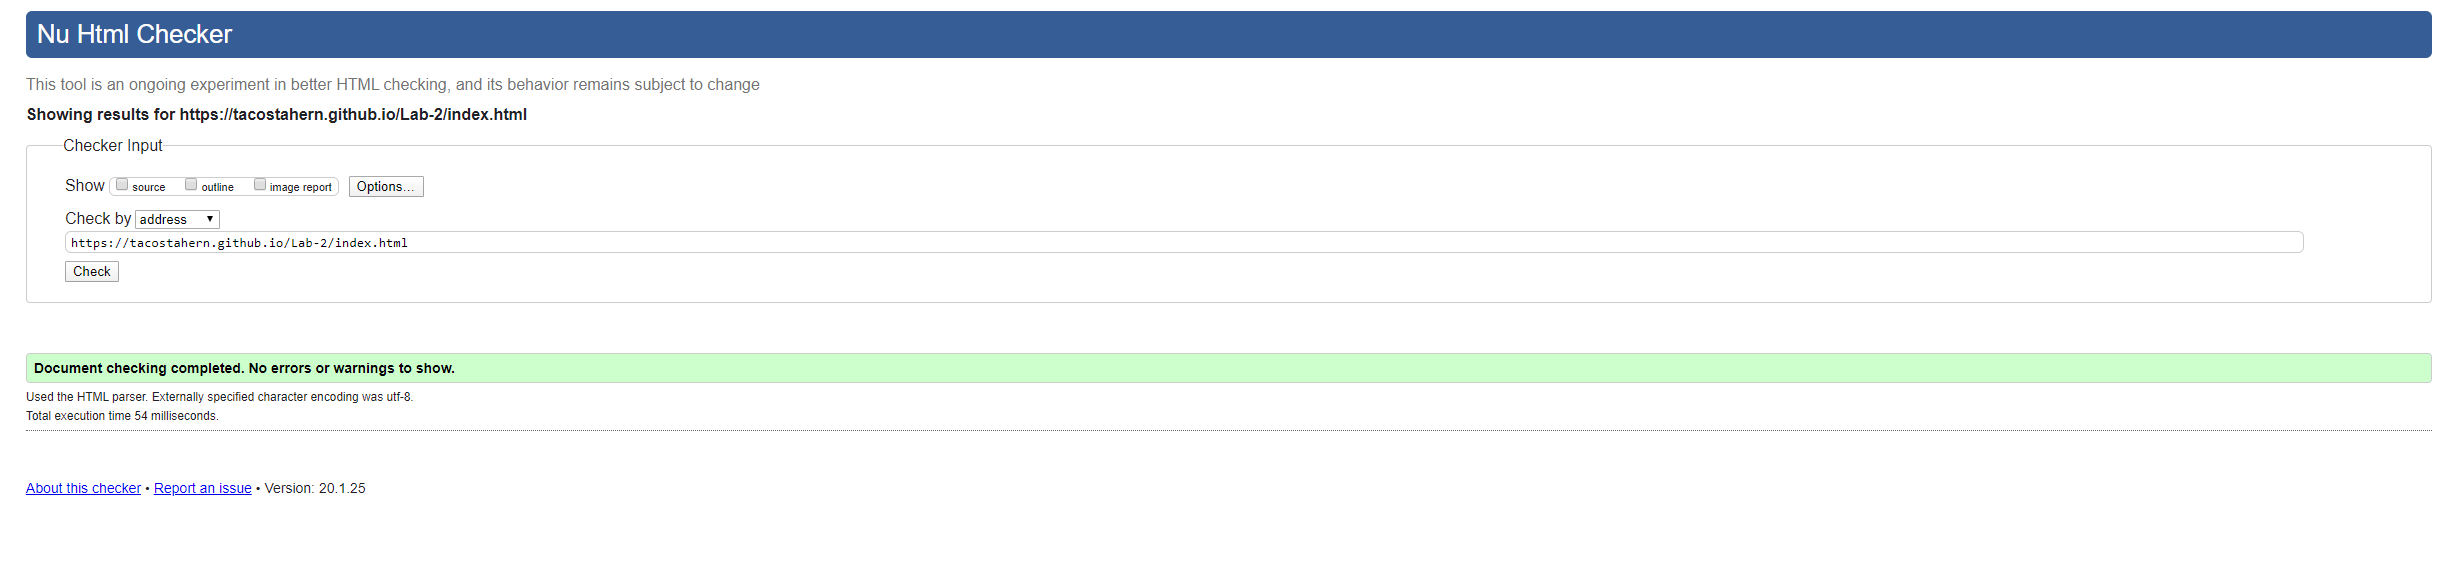 Nu Html Checker
This tool is an ongoing experiment in better HTML checking, and its behavior remains subject to change
Showing results for https://tacostahern.github.io/Lab-2/index.html
Checker Input
Show source outline image report Options...
Check by address
https://tacostahern.github.io/Lab-2/index.html
Check
Document checking completed. No errors or warnings to show.
Used the HTML parser. Externally specified character encoding was utf-8.
Total execution time 54 milliseconds.
About this checker • Report an issue • Version: 20.1.25